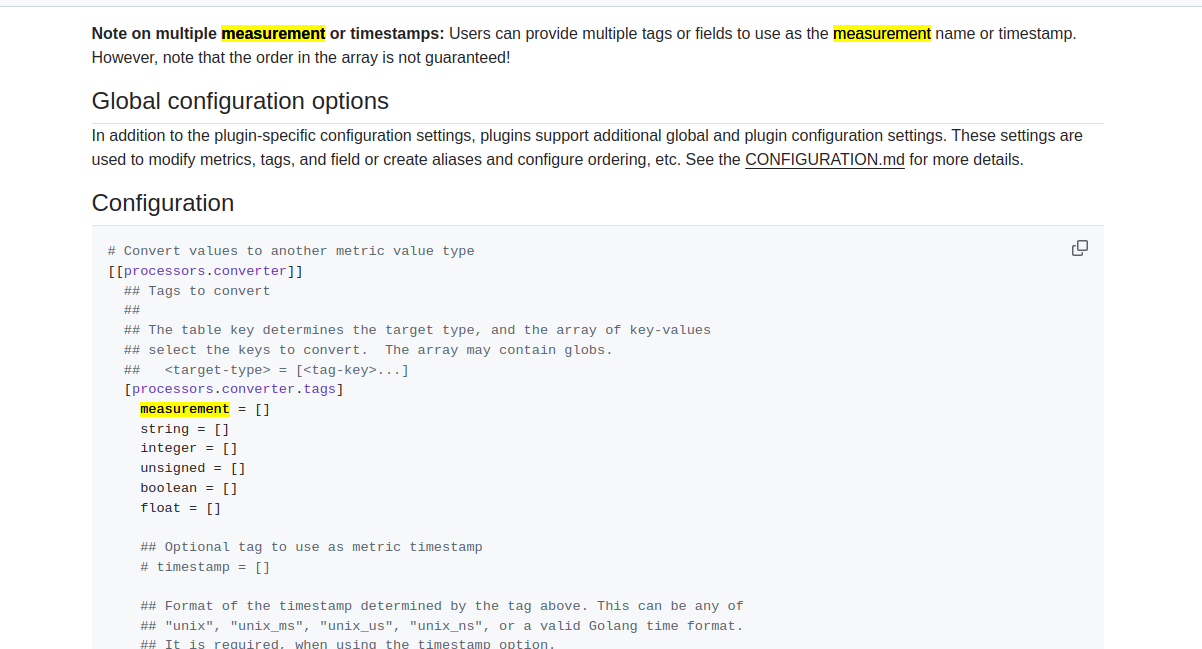 Note on multiple measurement or timestamps: Users can provide multiple tags or fields to use as the measurement name or timestamp.
However, note that the order in the array is not guaranteed!
Global configuration options
In addition to the plugin-specific configuration settings, plugins support additional global and plugin configuration settings. These settings are
used to modify metrics, tags, and field or create aliases and configure ordering, etc. See the CONFIGURATION.md for more details.
Configuration
# Convert values to another metric value type
[[processors.converter]]
  ## Tags to convert
  ##
  ## The table key determines the target type, and the array of key-values
  ## select the keys to convert.  The array may contain globs.
  ##   <target-type> = [<tag-key>...]
  [processors.converter.tags]
    measurement = []
    string = []
    integer = []
    unsigned = []
    boolean = []
    float = []
    ## Optional tag to use as metric timestamp
    # timestamp = []
    ## Format of the timestamp determined by the tag above. This can be any of
    ## "unix", "unix_ms", "unix_us", "unix_ns", or a valid Golang time format.
    ## It is required, when using the timestamp option.